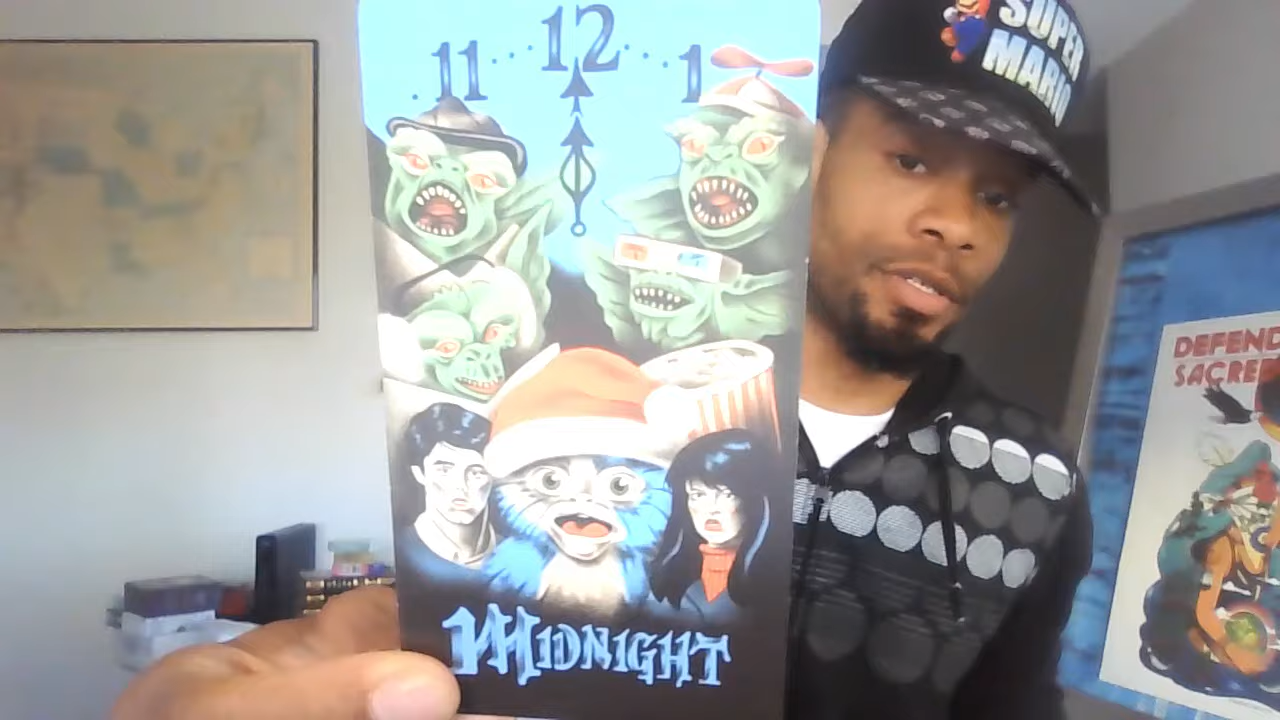 11 12 1
MIDNIGHT
SUPER
MARIO
DEFEND
SACRED